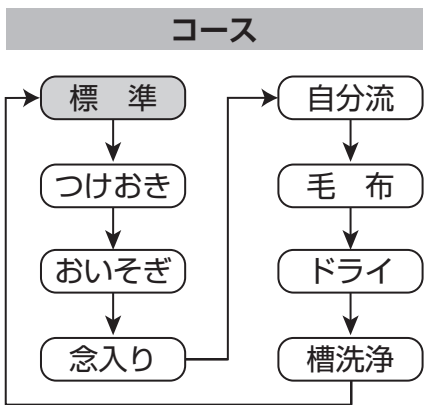 コース
標 準
つけおき
おいそぎ
念入り
自分流
毛 布
ドライ
槽洗浄